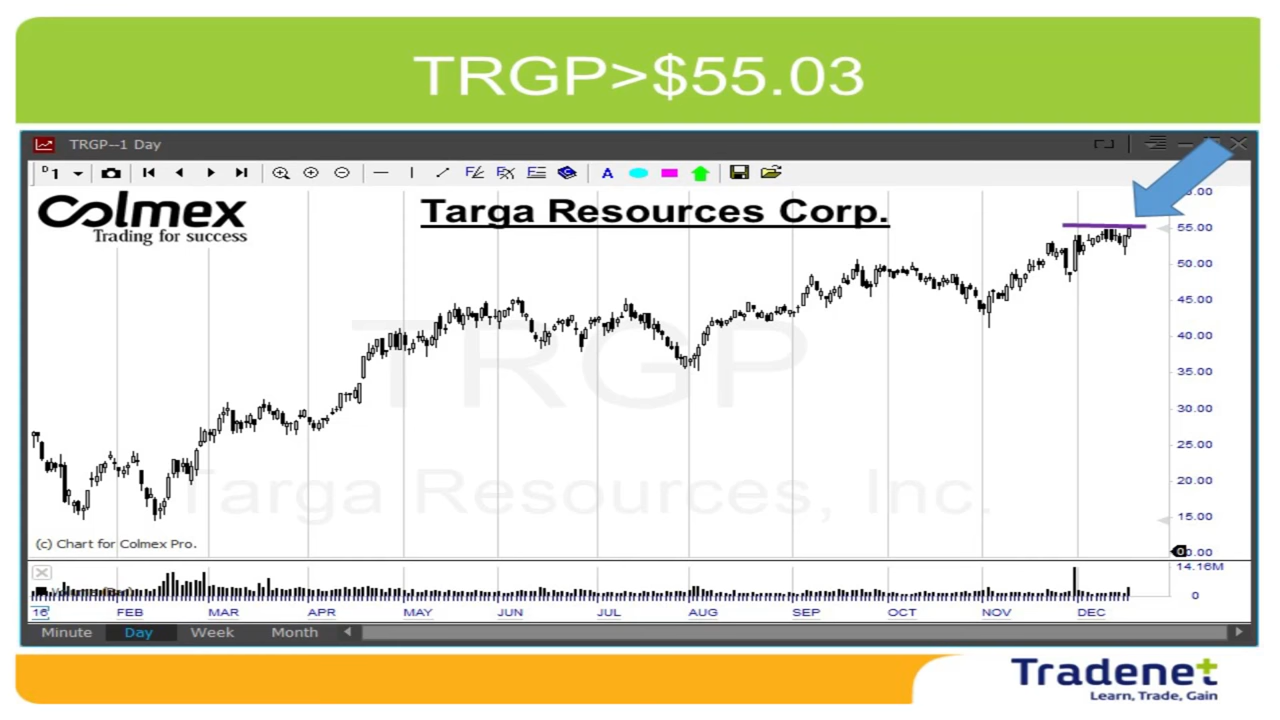 TRGP>$55.03
TRGP--1 Day
D1
A
Colmex
Trading for success
Targa Resources Corp.
55.00
50.00
45.00
40.00
35.00
30.00
25.00
20.00
15.00
TRGP
Targa Resources, Inc.
(c) Chart for Colmex Pro.
14.16M
0
16 FEB MAR APR MAY JUN JUL AUG SEP OCT NOV DEC
Minute Day Week Month
Tradenet
Learn, Trade, Gain